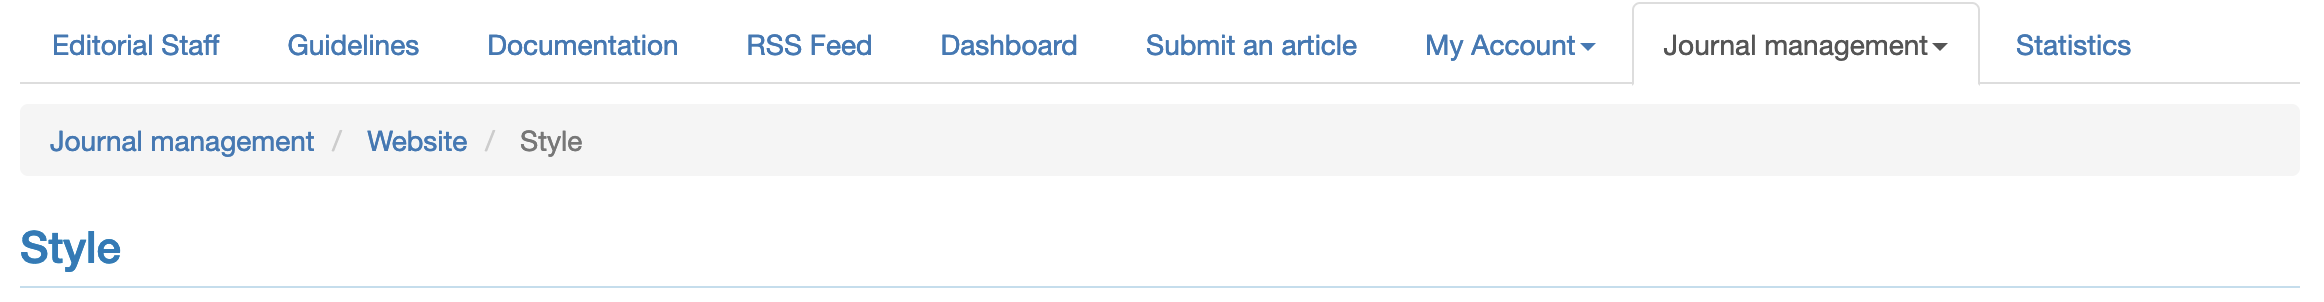 Editorial Staff Guidelines Documentation RSS Feed Dashboard Submit an article My Account Journal management Statistics
Journal management / Website / Style
Style